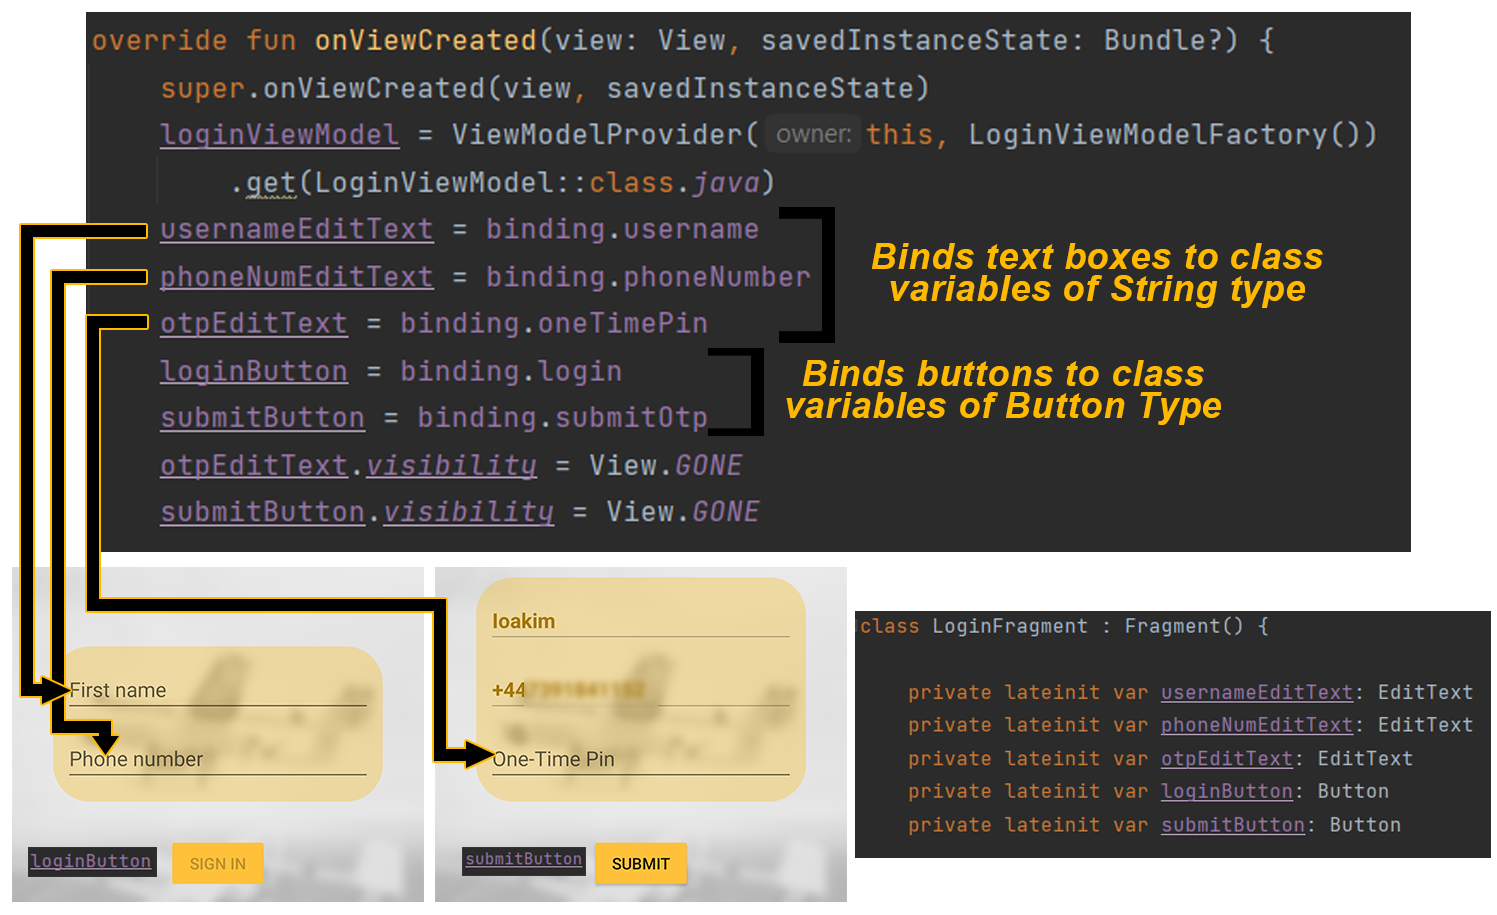 override fun onViewCreated(view: View, savedInstanceState: Bundle?) {
super.onViewCreated(view, savedInstanceState)
loginViewModel = ViewModelProvider( owner: this, LoginViewModelFactory())
.get(LoginViewModel::class.java)
usernameEditText = binding.username
phoneNumEditText = binding.phoneNumber
otpEditText = binding.oneTimePin
loginButton = binding.login
submitButton = binding.submitOtp
otpEditText.visibility = View.GONE
submitButton.visibility = View.GONE
Binds text boxes to class
variables of String type
Binds buttons to class
variables of Button Type
First name
Phone number
loginButton
SIGN IN
Ioakim
+44
One-Time Pin
submitButton
SUBMIT
class LoginFragment : Fragment() {
private lateinit var usernameEditText: EditText
private lateinit var phoneNumEditText: EditText
private lateinit var otpEditText: EditText
private lateinit var loginButton: Button
private lateinit var submitButton: Button